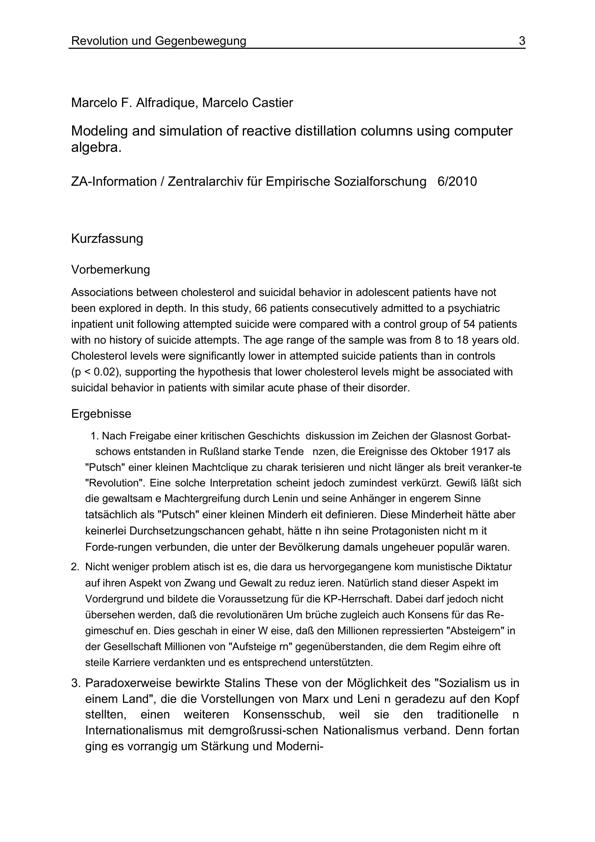 Revolution und Gegenbewegung 3
Marcelo F. Alfradique, Marcelo Castier
Modeling and simulation of reactive distillation columns using computer
algebra.
ZA-Information / Zentralarchiv für Empirische Sozialforschung 6/2010
Kurzfassung
Vorbemerkung
Associations between cholesterol and suicidal behavior in adolescent patients have not
been explored in depth. In this study, 66 patients consecutively admitted to a psychiatric
inpatient unit following attempted suicide were compared with a control group of 54 patients
with no history of suicide attempts. The age range of the sample was from 8 to 18 years old.
Cholesterol levels were significantly lower in attempted suicide patients than in controls
(p < 0.02), supporting the hypothesis that lower cholesterol levels might be associated with
suicidal behavior in patients with similar acute phase of their disorder.
Ergebnisse
1. Nach Freigabe einer kritischen Geschichts diskussion im Zeichen der Glasnost Gorbat-
schows entstanden in Rußland starke Tende nzen, die Ereignisse des Oktober 1917 als
"Putsch" einer kleinen Machtclique zu charak terisieren und nicht länger als breit veranker-te
"Revolution". Eine solche Interpretation scheint jedoch zumindest verkürzt. Gewiß läßt sich
die gewaltsam e Machtergreifung durch Lenin und seine Anhänger in engerem Sinne
tatsächlich als "Putsch" einer kleinen Minderh eit definieren. Diese Minderheit hätte aber
keinerlei Durchsetzungschancen gehabt, hätte n ihn seine Protagonisten nicht m it
Forde-rungen verbunden, die unter der Bevölkerung damals ungeheuer populär waren.
2. Nicht weniger problem atisch ist es, die dara us hervorgegangene kom munistische Diktatur
auf ihren Aspekt von Zwang und Gewalt zu reduz ieren. Natürlich stand dieser Aspekt im
Vordergrund und bildete die Voraussetzung für die KP-Herrschaft. Dabei darf jedoch nicht
übersehen werden, daß die revolutionären Um brüche zugleich auch Konsens für das Re-
gimeschuf en. Dies geschah in einer W eise, daß den Millionen repressierten "Absteigern" in
der Gesellschaft Millionen von "Aufsteige rn" gegenüberstanden, die dem Regim eihre oft
steile Karriere verdankten und es entsprechend unterstützten.
3. Paradoxerweise bewirkte Stalins These von der Möglichkeit des "Sozialism us in
einem Land", die die Vorstellungen von Marx und Leni n geradezu auf den Kopf
stellten, einen weiteren Konsensschub, weil sie den traditionelle n
Internationalismus mit demgroßrussi-schen Nationalismus verband. Denn fortan
ging es vorrangig um Stärkung und Moderni-